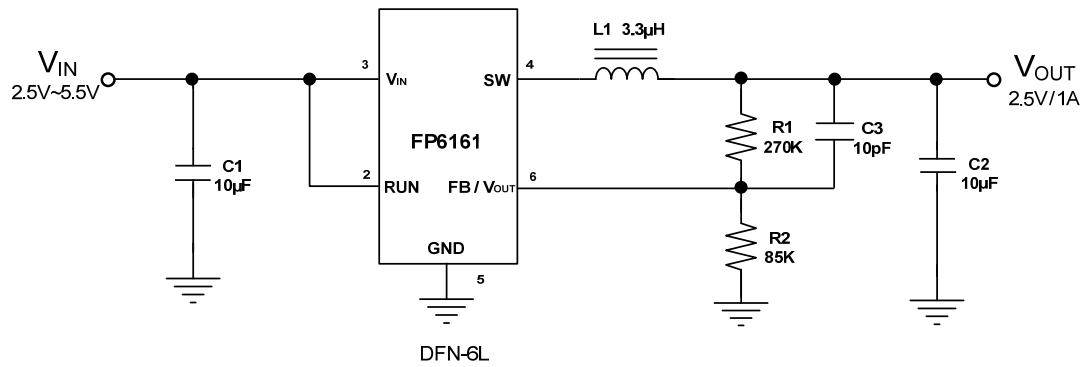 VIN
2.5V~5.5V
C1
10µF
3
2
VIN
FP6161
RUN
SW
FB / VOUT
GND
4
6
5
DFN-6L
L1 3.3µH
R1
270K
C3
10pF
R2
85K
C2
10µF
VOUT
2.5V/1A